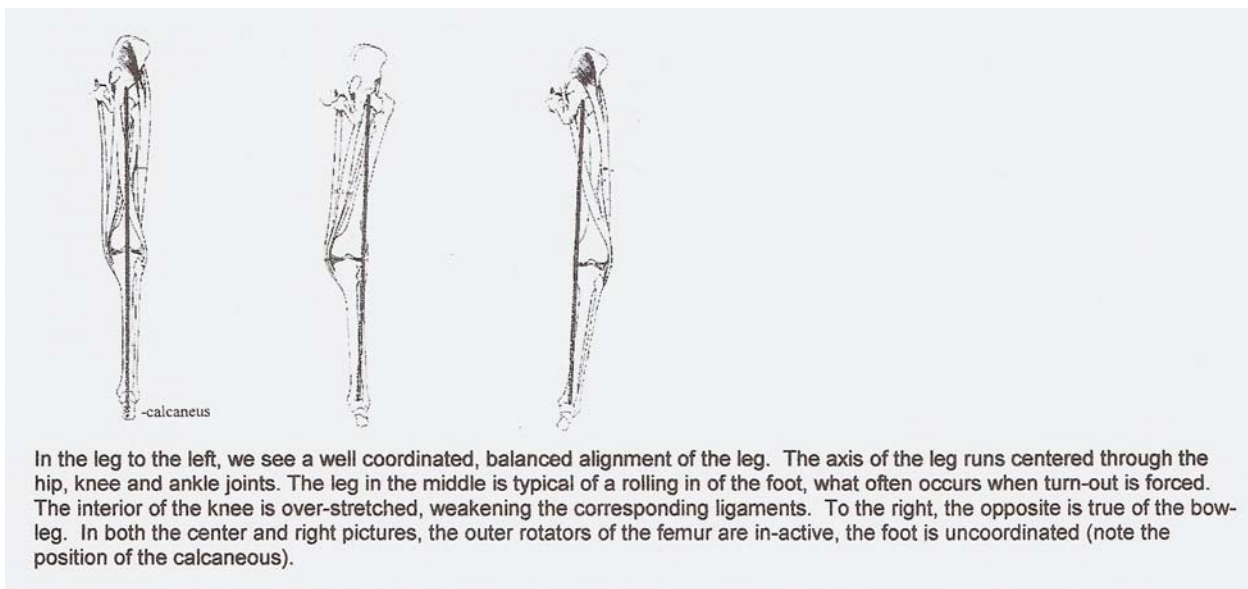 -calcaneus
In the leg to the left, we see a well coordinated, balanced alignment of the leg. The axis of the leg runs centered through the
hip, knee and ankle joints. The leg in the middle is typical of a rolling in of the foot, what often occurs when turn-out is forced.
The interior of the knee is over-stretched, weakening the corresponding ligaments. To the right, the opposite is true of the bow-
leg. In both the center and right pictures, the outer rotators of the femur are in-active, the foot is uncoordinated (note the
position of the calcaneous).